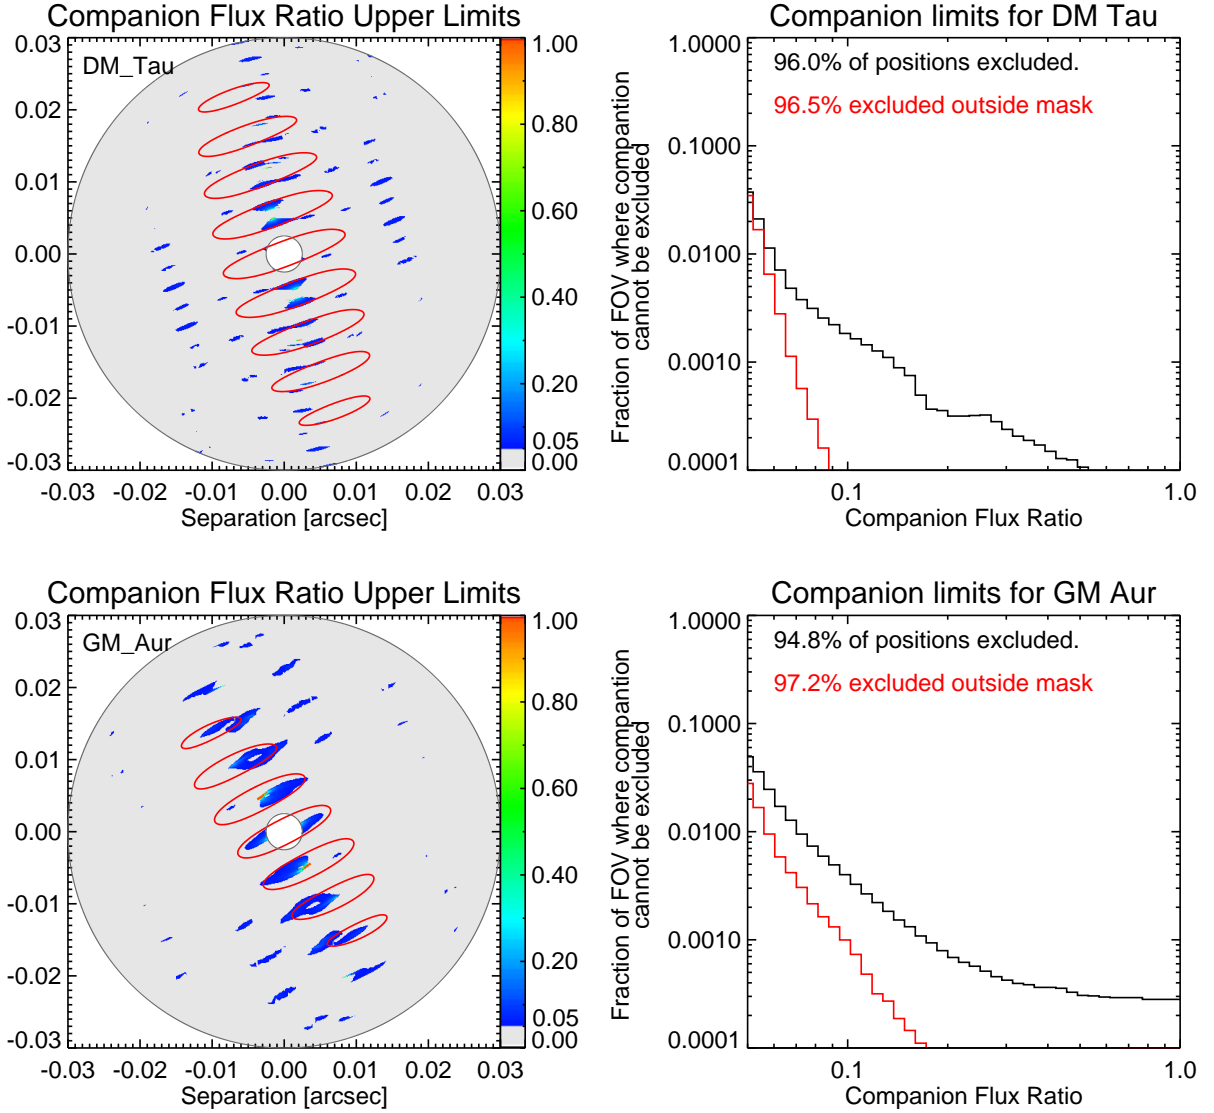 Companion Flux Ratio Upper Limits
DM_Tau
0.03
0.02
0.01
0.00
-0.01
-0.02
-0.03
-0.03 -0.02 -0.01 0.00 0.01 0.02 0.03
Separation [arcsec]
1.00
0.80
0.60
0.40
0.20
0.05
0.00
Companion limits for DM Tau
96.0% of positions excluded.
96.5% excluded outside mask
Fraction of FOV where compantion
cannot be excluded
1.0000
0.1000
0.0100
0.0010
0.0001
0.1 1.0
Companion Flux Ratio
Companion Flux Ratio Upper Limits
GM_Aur
0.03
0.02
0.01
0.00
-0.01
-0.02
-0.03
-0.03 -0.02 -0.01 0.00 0.01 0.02 0.03
Separation [arcsec]
1.00
0.80
0.60
0.40
0.20
0.05
0.00
Companion limits for GM Aur
94.8% of positions excluded.
97.2% excluded outside mask
Fraction of FOV where compantion
cannot be excluded
1.0000
0.1000
0.0100
0.0010
0.0001
0.1 1.0
Companion Flux Ratio